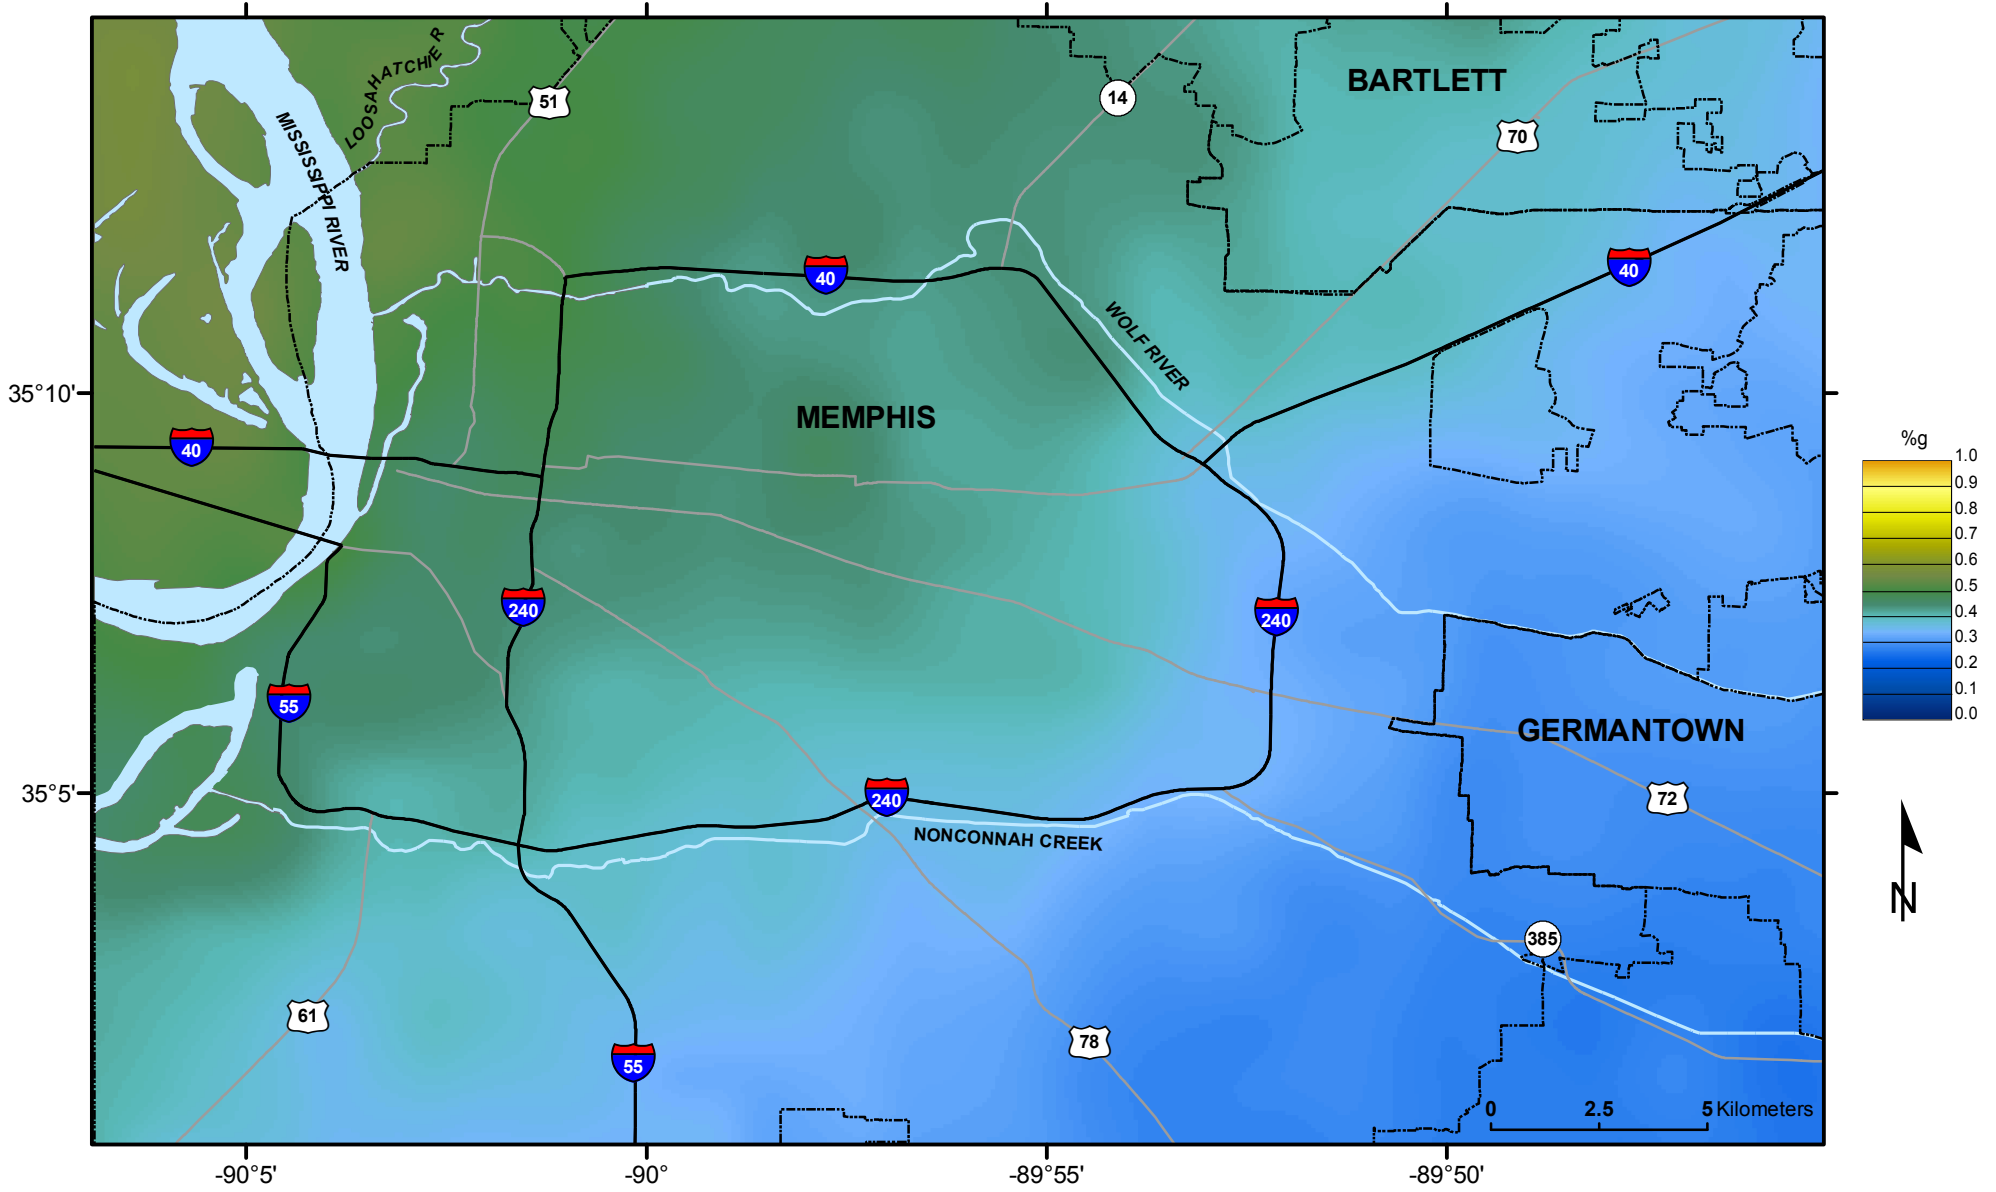 LOOSAHATCHIE R
MISSISSIPPI RIVER
51
14
BARTLETT
70
40
40
WOLF RIVER
35°10'
MEMPHIS
40
%g
1.0
0.9
0.8
0.7
0.6
0.5
0.4
0.3
0.2
0.1
0.0
240
240
55
GERMANTOWN
35°5'
240
72
NONCONNAH CREEK
N
385
61
78
55
0 2.5 5 Kilometers
-90°5' -90° -89°55' -89°50'